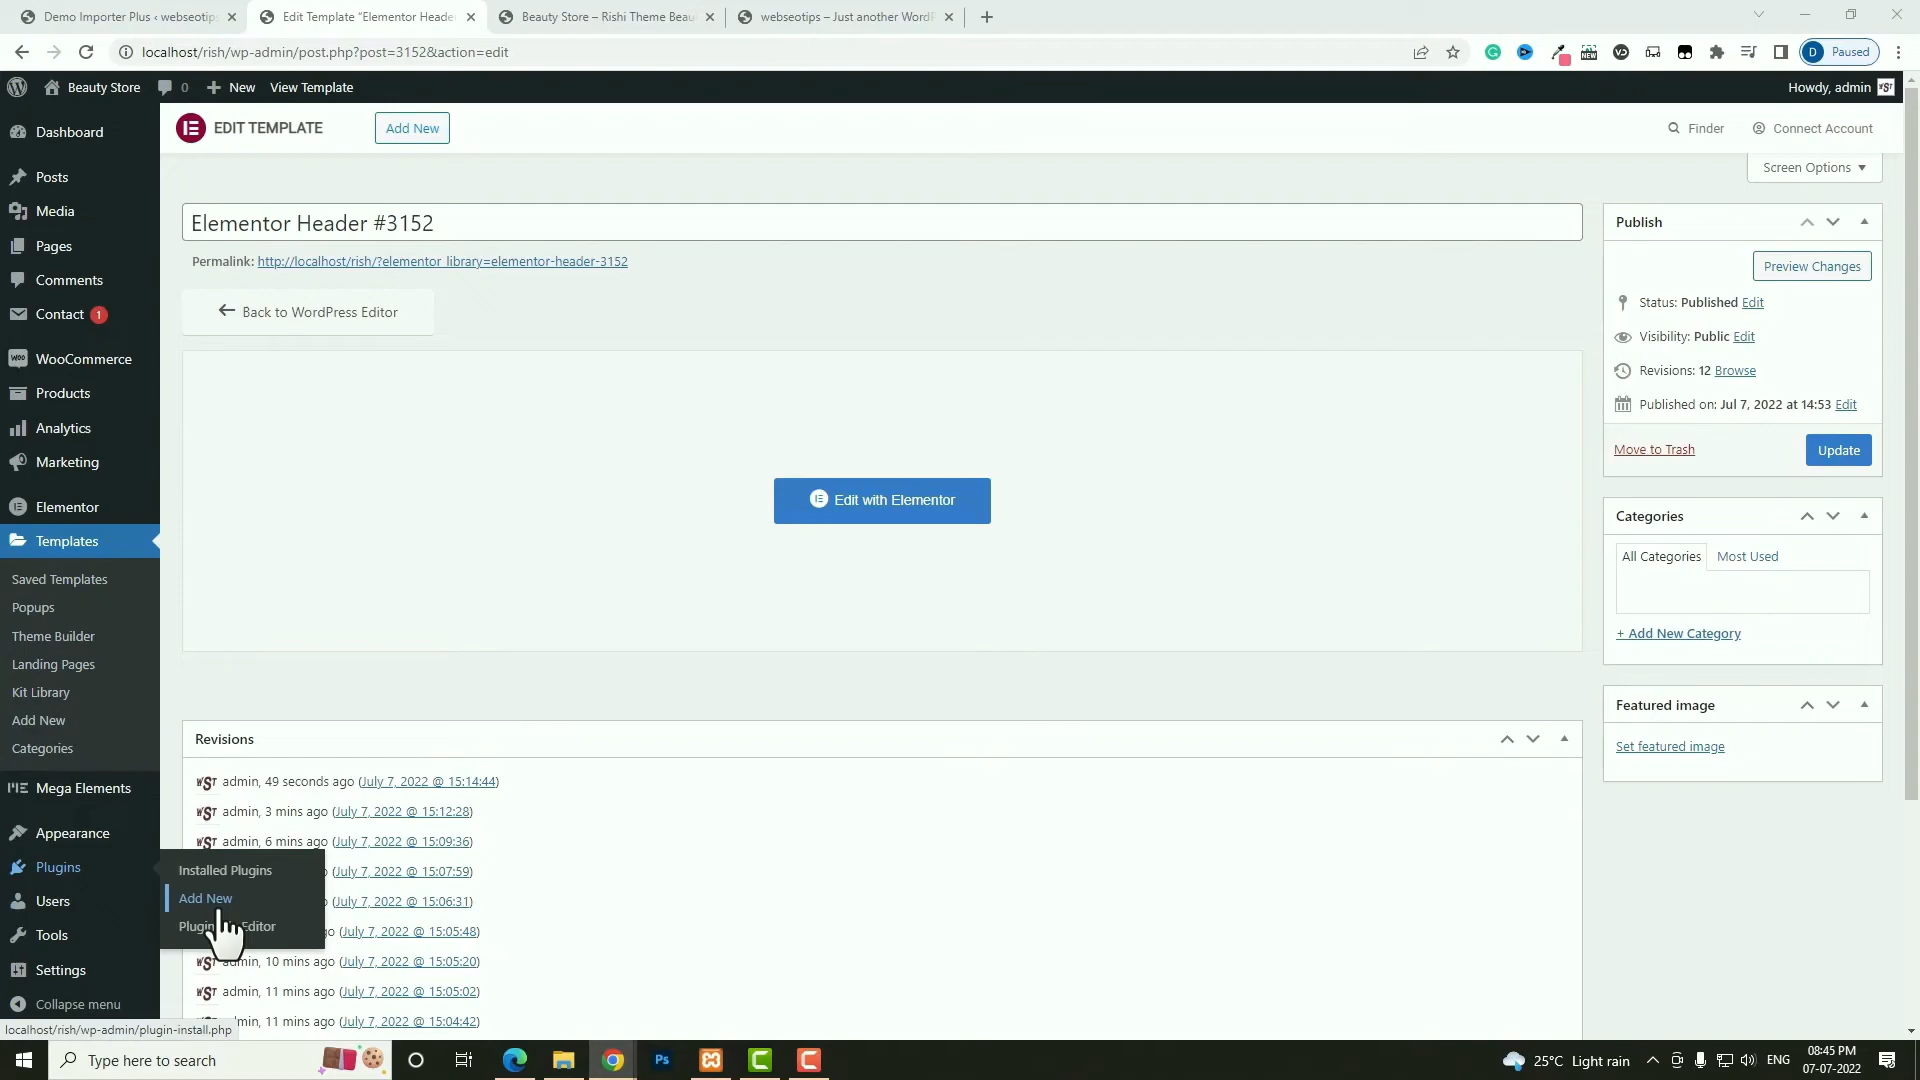 Demo Importer Plus ‹ webseotips
Edit Template "Elementor Header
Beauty Store – Rishi Theme Beau
webseotips – Just another WordP
localhost/rish/wp-admin/post.php?post=3152&action=edit
D Paused
Beauty Store 0 New View Template
Howdy, admin
EDIT TEMPLATE
Add New
Finder
Connect Account
Screen Options
Dashboard
Posts
Media
Pages
Comments
Contact 1
WooCommerce
Products
Analytics
Marketing
Elementor
Templates
Saved Templates
Popups
Theme Builder
Landing Pages
Kit Library
Add New
Categories
Mega Elements
Appearance
Plugins
Users
Tools
Settings
Collapse menu
Installed Plugins
Add New
Plugin Editor
Elementor Header #3152
Permalink: http://localhost/rish/?elementor_library=elementor-header-3152
Back to WordPress Editor
Edit with Elementor
Revisions
admin, 49 seconds ago (July 7, 2022 @ 15:14:44)
admin, 3 mins ago (July 7, 2022 @ 15:12:28)
admin, 6 mins ago (July 7, 2022 @ 15:09:36)
(July 7, 2022 @ 15:07:59)
(July 7, 2022 @ 15:06:31)
(July 7, 2022 @ 15:05:48)
admin, 10 mins ago (July 7, 2022 @ 15:05:20)
admin, 11 mins ago (July 7, 2022 @ 15:05:02)
admin, 11 mins ago (July 7, 2022 @ 15:04:42)
Publish
Preview Changes
Status: Published Edit
Visibility: Public Edit
Revisions: 12 Browse
Published on: Jul 7, 2022 at 14:53 Edit
Move to Trash
Update
Categories
All Categories Most Used
+ Add New Category
Featured image
Set featured image
localhost/rish/wp-admin/plugin-install.php
Type here to search
25°C Light rain
ENG
08:45 PM
07-07-2022